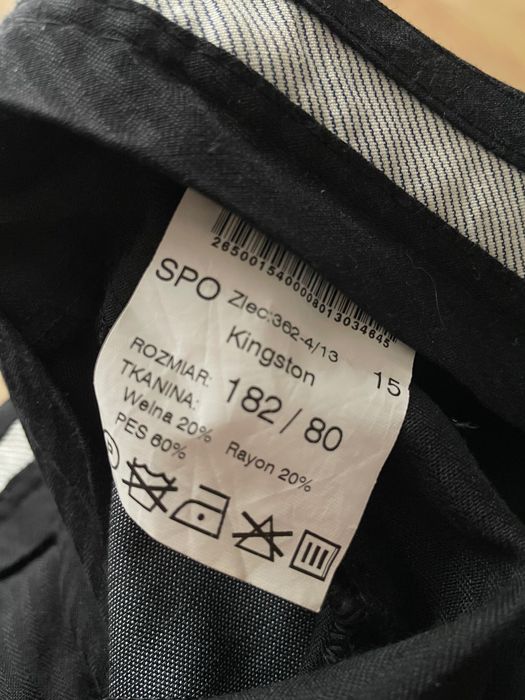 2650015400008013034645
SPO Zlec:362-4/13
Kingston 15
ROZMIAR: 182 / 80
TKANINA:
Wełna 20% Rayon 20%
PES 60%